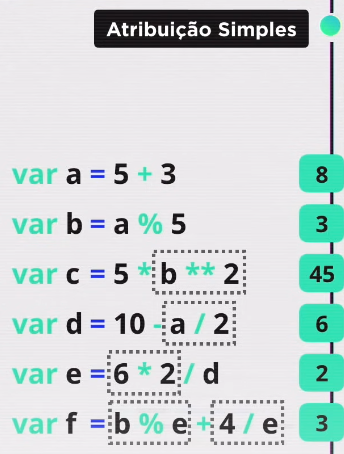 Atribuição Simples
var a = 5 + 3 8
var b = a % 5 3
var c = 5 * b ** 2 45
var d = 10 - a / 2 6
var e = 6 * 2 / d 2
var f = b % e + 4 / e 3